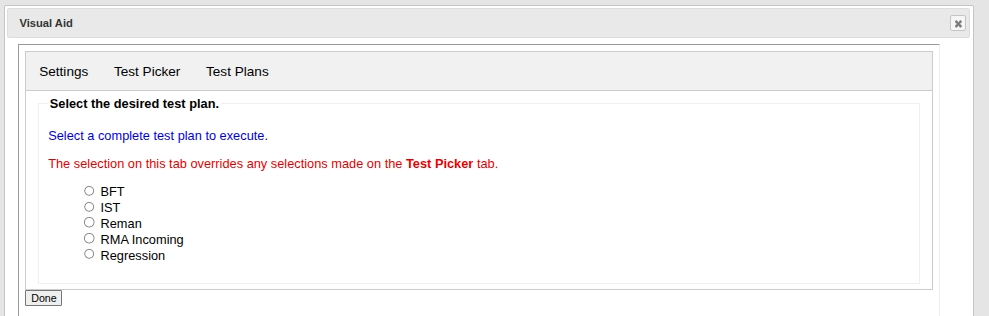 Visual Aid
Settings Test Picker Test Plans
Select the desired test plan.
Select a complete test plan to execute.
The selection on this tab overrides any selections made on the Test Picker tab.
BFT
IST
Reman
RMA Incoming
Regression
Done